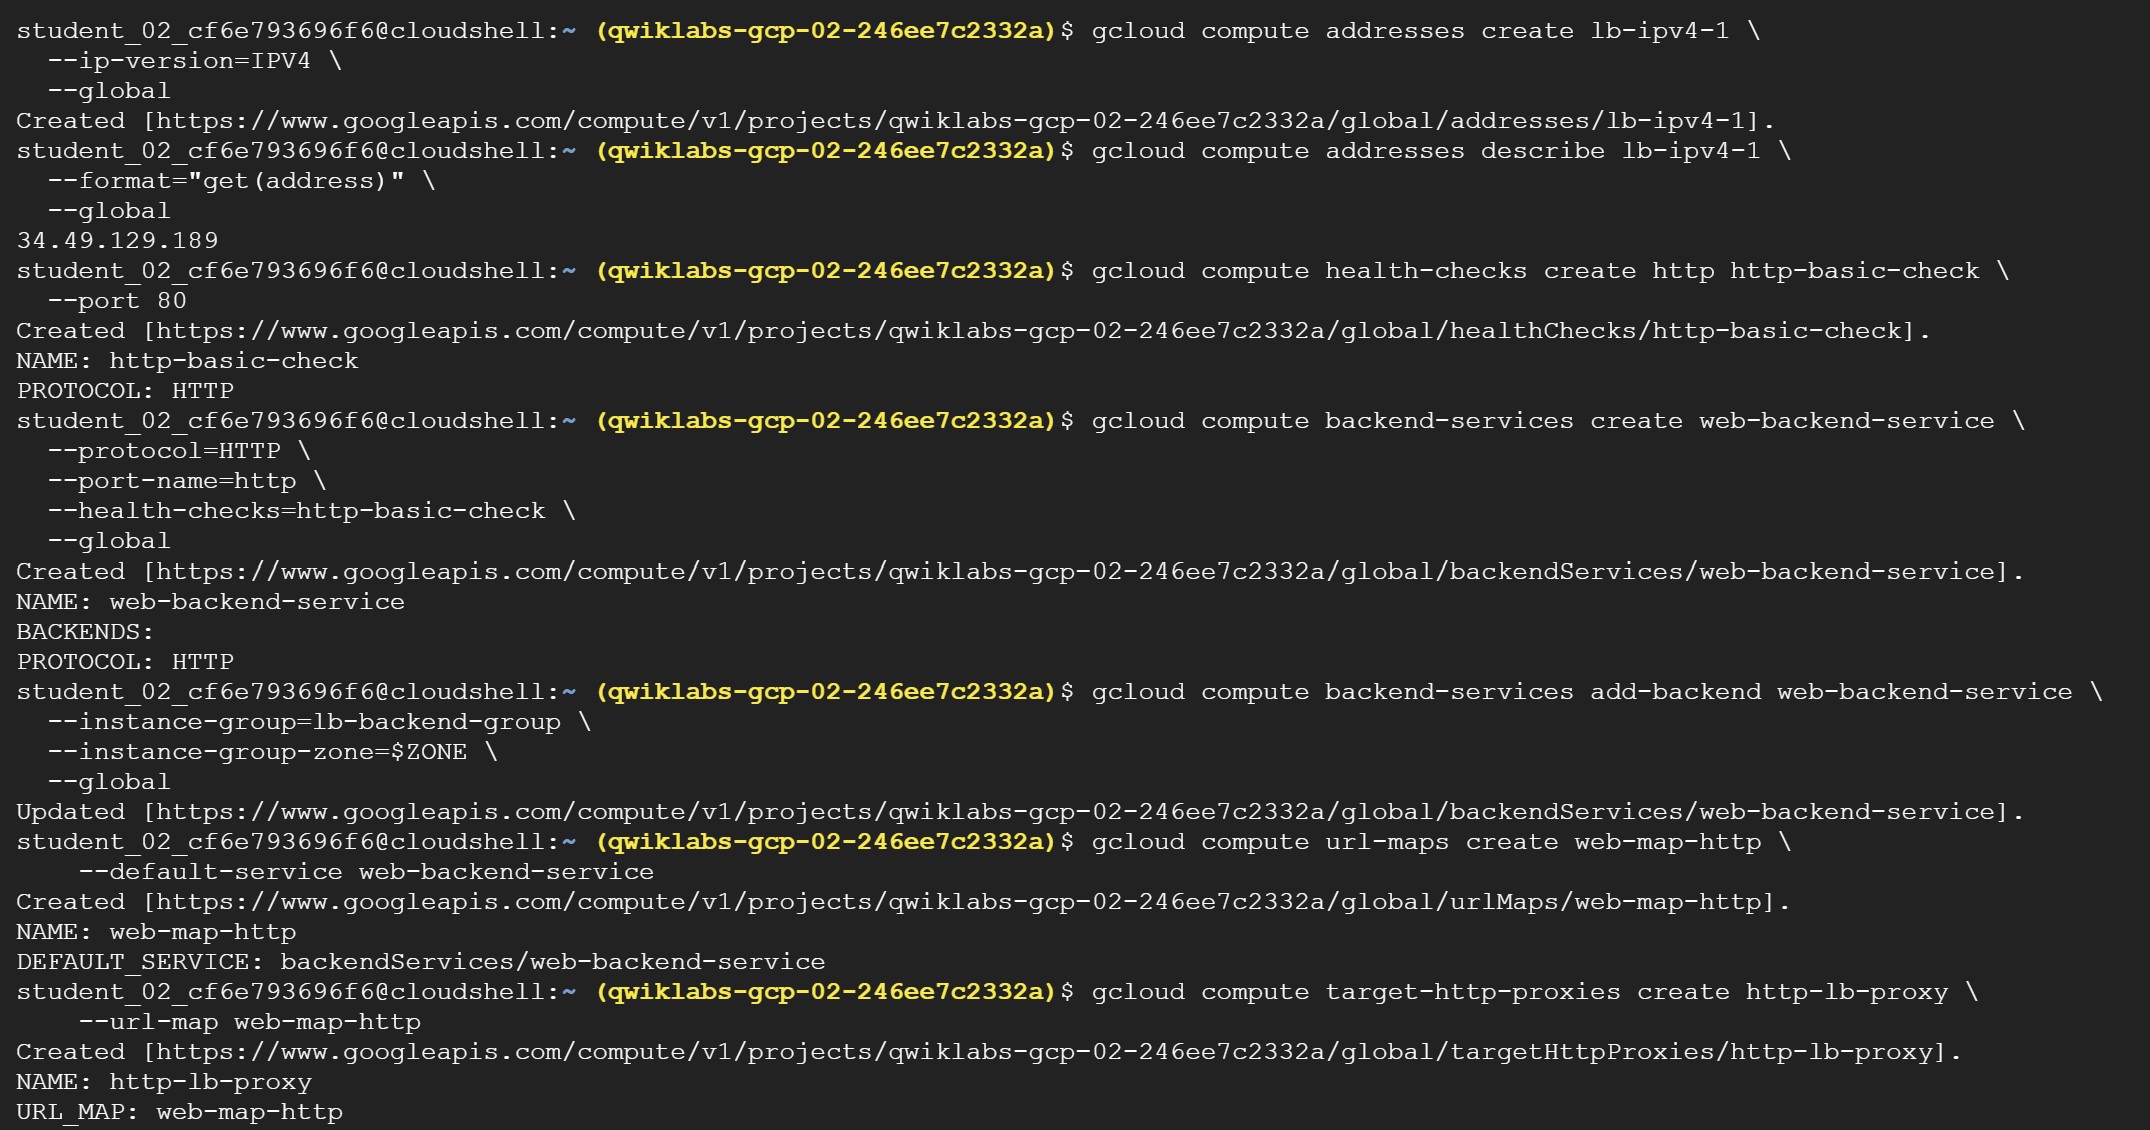 student_02_cf6e793696f6@cloudshell:~ (qwiklabs-gcp-02-246ee7c2332a)$ gcloud compute addresses create lb-ipv4-1 \
  --ip-version=IPV4 \
  --global
Created [https://www.googleapis.com/compute/v1/projects/qwiklabs-gcp-02-246ee7c2332a/global/addresses/lb-ipv4-1].
student_02_cf6e793696f6@cloudshell:~ (qwiklabs-gcp-02-246ee7c2332a)$ gcloud compute addresses describe lb-ipv4-1 \
  --format="get(address)" \
  --global
34.49.129.189
student_02_cf6e793696f6@cloudshell:~ (qwiklabs-gcp-02-246ee7c2332a)$ gcloud compute health-checks create http http-basic-check \
  --port 80
Created [https://www.googleapis.com/compute/v1/projects/qwiklabs-gcp-02-246ee7c2332a/global/healthChecks/http-basic-check].
NAME: http-basic-check
PROTOCOL: HTTP
student_02_cf6e793696f6@cloudshell:~ (qwiklabs-gcp-02-246ee7c2332a)$ gcloud compute backend-services create web-backend-service \
  --protocol=HTTP \
  --port-name=http \
  --health-checks=http-basic-check \
  --global
Created [https://www.googleapis.com/compute/v1/projects/qwiklabs-gcp-02-246ee7c2332a/global/backendServices/web-backend-service].
NAME: web-backend-service
BACKENDS:
PROTOCOL: HTTP
student_02_cf6e793696f6@cloudshell:~ (qwiklabs-gcp-02-246ee7c2332a)$ gcloud compute backend-services add-backend web-backend-service \
  --instance-group=lb-backend-group \
  --instance-group-zone=$ZONE \
  --global
Updated [https://www.googleapis.com/compute/v1/projects/qwiklabs-gcp-02-246ee7c2332a/global/backendServices/web-backend-service].
student_02_cf6e793696f6@cloudshell:~ (qwiklabs-gcp-02-246ee7c2332a)$ gcloud compute url-maps create web-map-http \
    --default-service web-backend-service
Created [https://www.googleapis.com/compute/v1/projects/qwiklabs-gcp-02-246ee7c2332a/global/urlMaps/web-map-http].
NAME: web-map-http
DEFAULT_SERVICE: backendServices/web-backend-service
student_02_cf6e793696f6@cloudshell:~ (qwiklabs-gcp-02-246ee7c2332a)$ gcloud compute target-http-proxies create http-lb-proxy \
    --url-map web-map-http
Created [https://www.googleapis.com/compute/v1/projects/qwiklabs-gcp-02-246ee7c2332a/global/targetHttpProxies/http-lb-proxy].
NAME: http-lb-proxy
URL_MAP: web-map-http